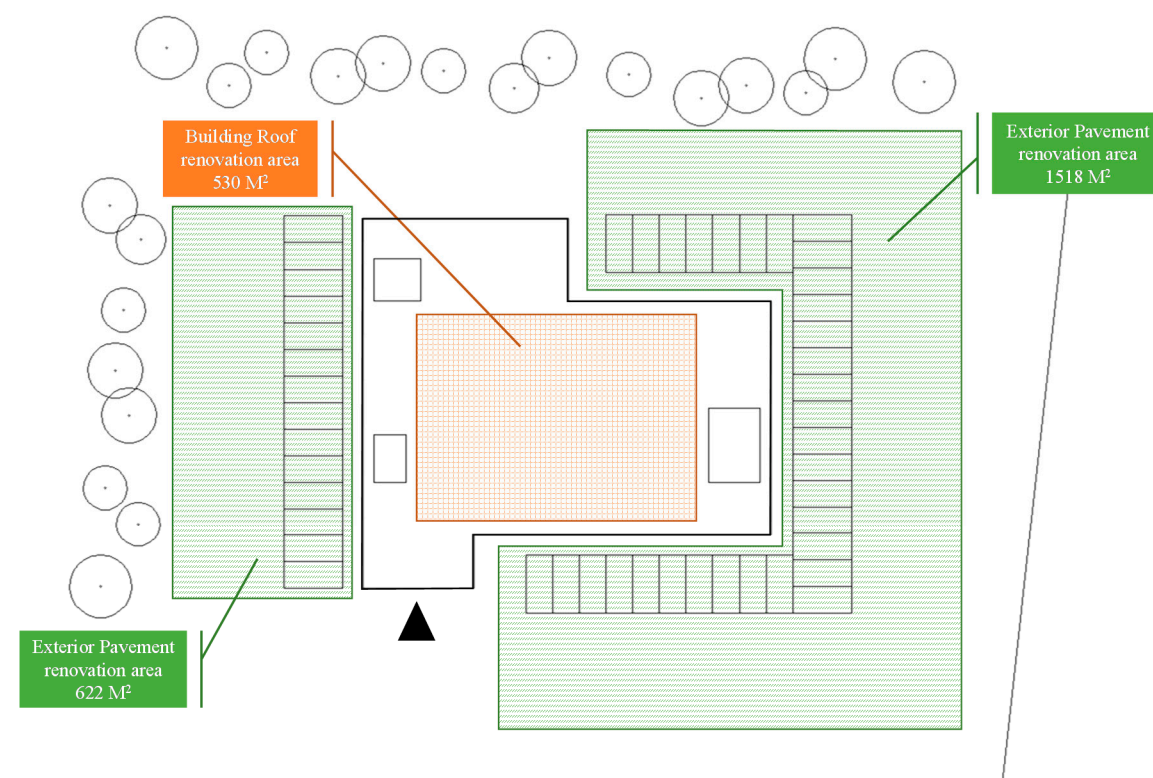 Building Roof
renovation area
530 M²
Exterior Pavement
renovation area
1518 M²
Exterior Pavement
renovation area
622 M²